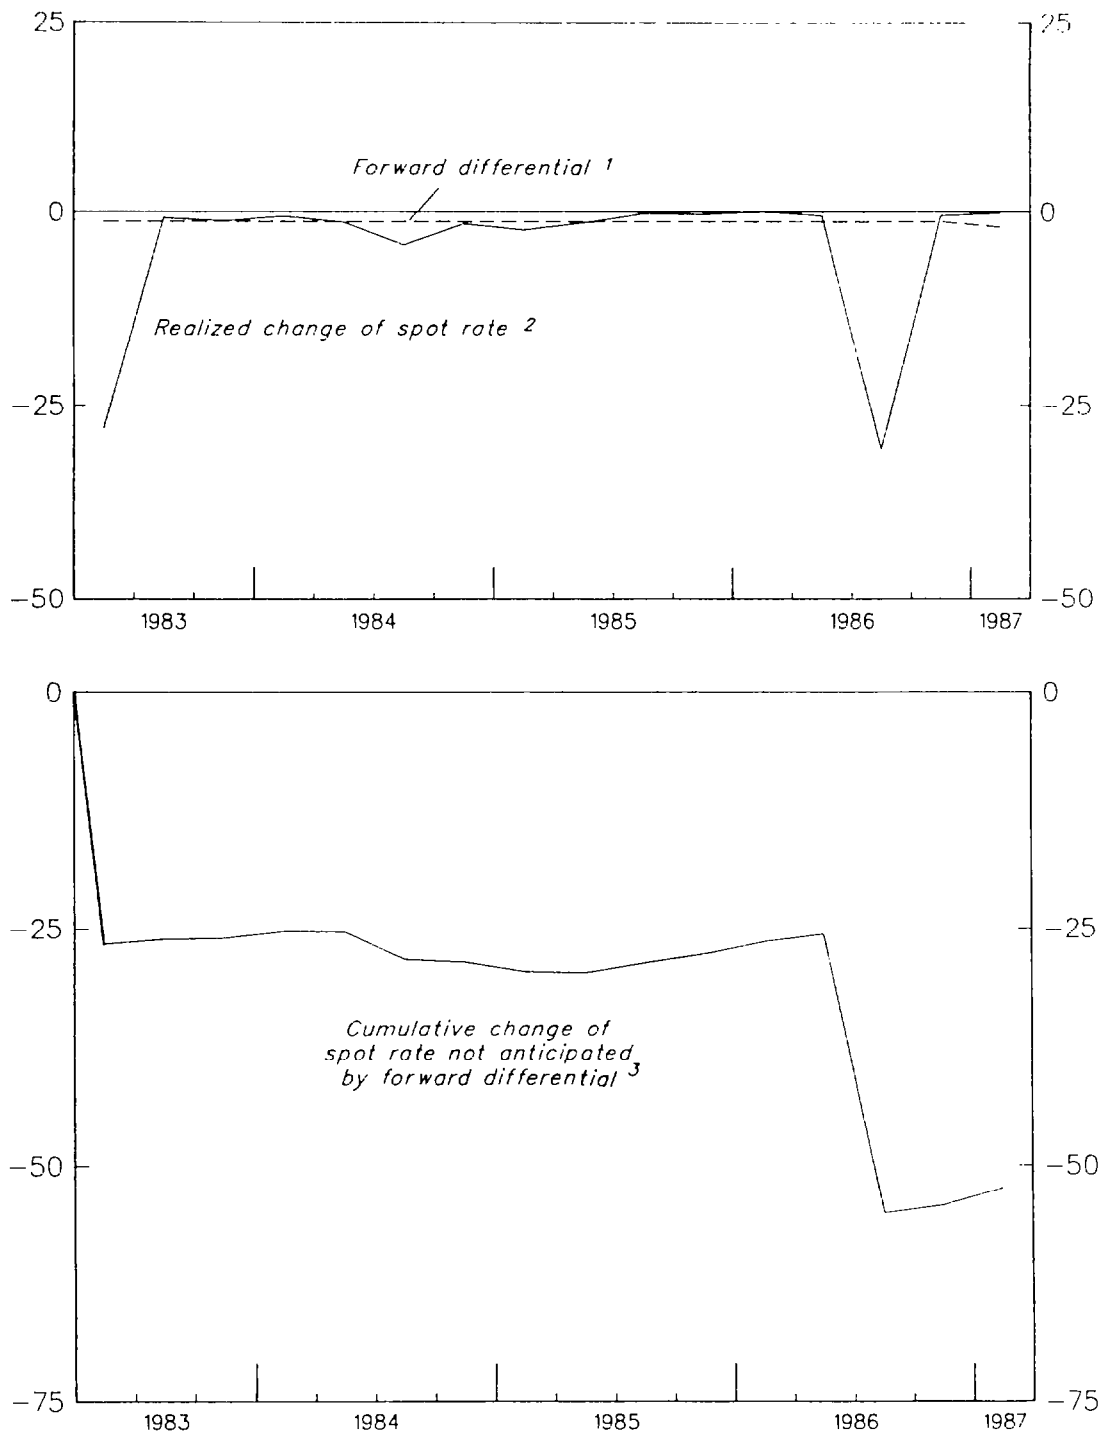 25 25
Forward differential 1
0 0
Realized change of spot rate 2
-25 -25
-50 -50
1983 1984 1985 1986 1987
0 0
-25 -25
Cumulative change of
spot rate not anticipated
by forward differential 3
-50 -50
-75 -75
1983 1984 1985 1986 1987